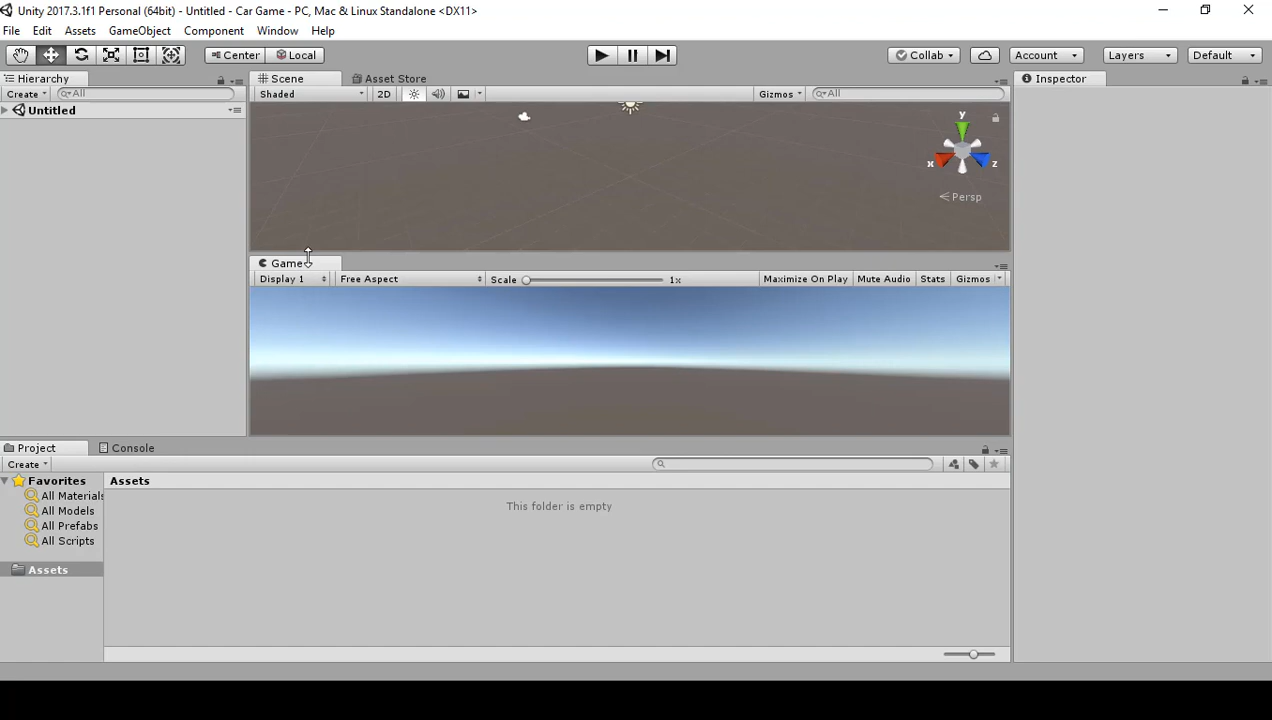 Unity 2017.3.1f1 Personal (64bit) - Untitled - Car Game - PC, Mac & Linux Standalone <DX11>
File Edit Assets GameObject Component Window Help
Center Local Collab Account Layers Default
Hierarchy Scene Asset Store Inspector
Create All Shaded 2D Gizmos All
Untitled
y
x z
Persp
Game
Display 1 Free Aspect Scale 1x Maximize On Play Mute Audio Stats Gizmos
Project Console
Create
Favorites Assets
All Materials
All Models This folder is empty
All Prefabs
All Scripts
Assets